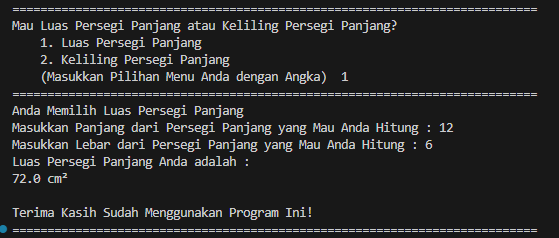 ===========================================================================
Mau Luas Persegi Panjang atau Keliling Persegi Panjang?
    1. Luas Persegi Panjang
    2. Keliling Persegi Panjang
    (Masukkan Pilihan Menu Anda dengan Angka)  1
===========================================================================
Anda Memilih Luas Persegi Panjang
Masukkan Panjang dari Persegi Panjang yang Mau Anda Hitung : 12
Masukkan Lebar dari Persegi Panjang yang Mau Anda Hitung : 6
Luas Persegi Panjang Anda adalah :
72.0 cm²

Terima Kasih Sudah Menggunakan Program Ini!
===========================================================================